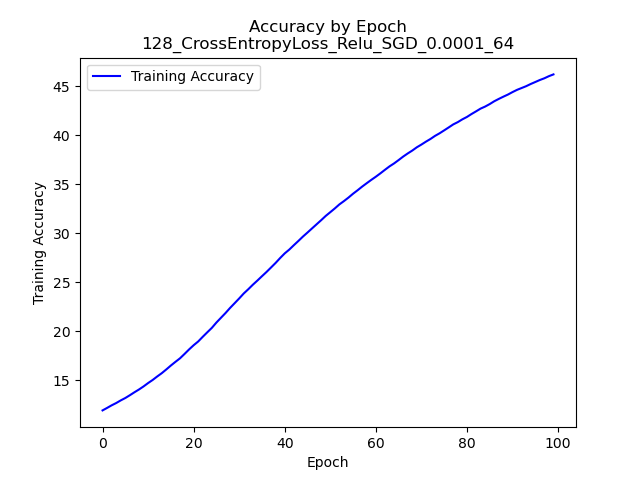 Accuracy by Epoch
128_CrossEntropyLoss_Relu_SGD_0.0001_64
Training Accuracy
Training Accuracy
45
40
35
30
25
20
15
0 20 40 60 80 100
Epoch